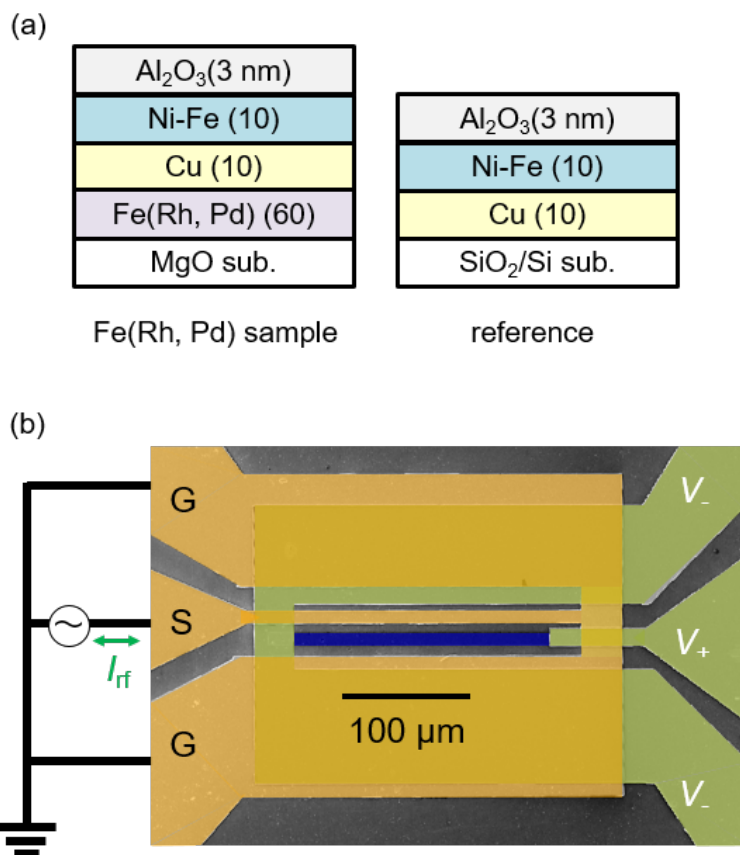 (a)
Al₂O₃(3 nm)
Ni-Fe (10)
Cu (10)
Fe(Rh, Pd) (60)
MgO sub.
Fe(Rh, Pd) sample
Al₂O₃(3 nm)
Ni-Fe (10)
Cu (10)
SiO₂/Si sub.
reference
(b)
G
S
G
I_rf
V₋
V₊
V₋
100 μm